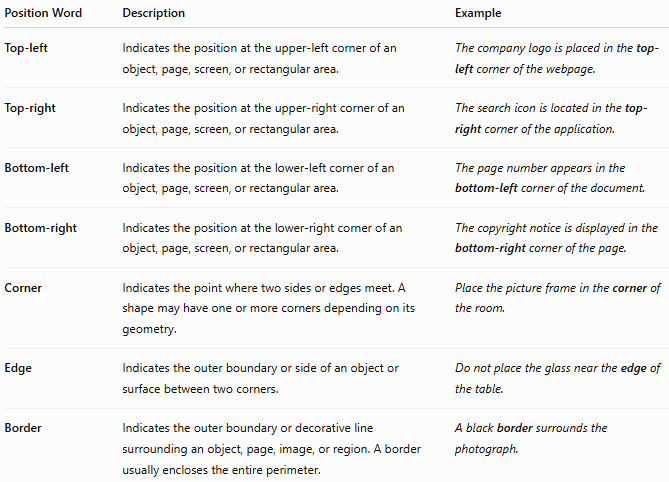 Position Word Description Example
Top-left Indicates the position at the upper-left corner of an The company logo is placed in the top-
object, page, screen, or rectangular area. left corner of the webpage.
Top-right Indicates the position at the upper-right corner of an The search icon is located in the top-
object, page, screen, or rectangular area. right corner of the application.
Bottom-left Indicates the position at the lower-left corner of an The page number appears in the
object, page, screen, or rectangular area. bottom-left corner of the document.
Bottom-right Indicates the position at the lower-right corner of an The copyright notice is displayed in the
object, page, screen, or rectangular area. bottom-right corner of the page.
Corner Indicates the point where two sides or edges meet. A Place the picture frame in the corner of
shape may have one or more corners depending on its the room.
geometry.
Edge Indicates the outer boundary or side of an object or Do not place the glass near the edge of
surface between two corners. the table.
Border Indicates the outer boundary or decorative line A black border surrounds the
surrounding an object, page, image, or region. A border photograph.
usually encloses the entire perimeter.